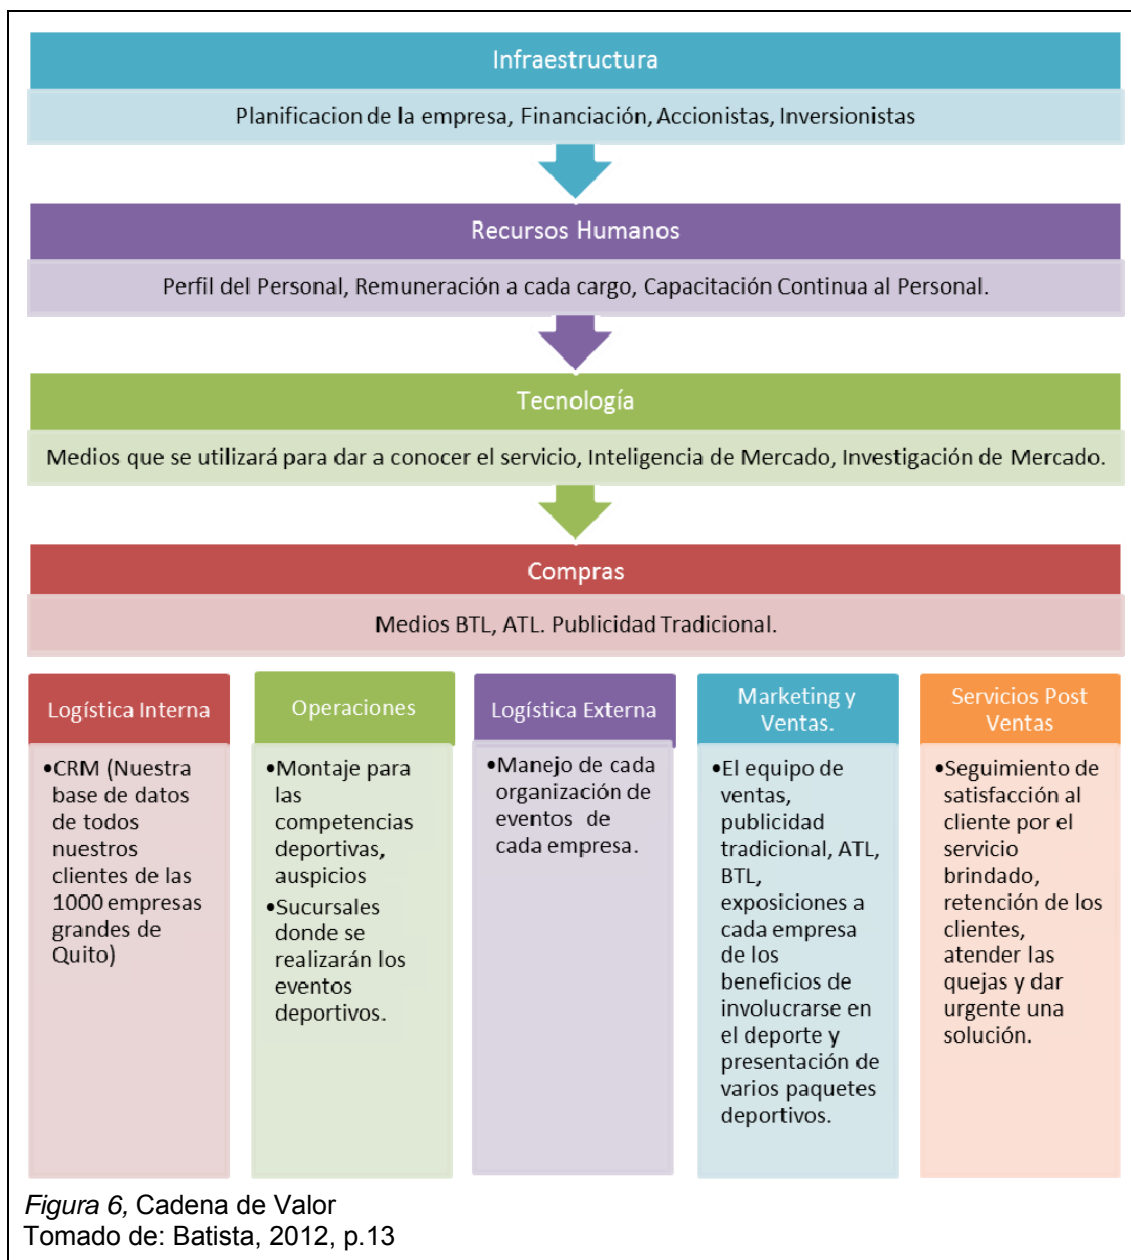 Infraestructura
Planificacion de la empresa, Financiación, Accionistas, Inversionistas
Recursos Humanos
Perfil del Personal, Remuneración a cada cargo, Capacitación Continua al Personal.
Tecnología
Medios que se utilizará para dar a conocer el servicio, Inteligencia de Mercado, Investigación de Mercado.
Compras
Medios BTL, ATL. Publicidad Tradicional.
Logística Interna
•CRM (Nuestra
base de datos
de todos
nuestros
clientes de las
1000 empresas
grandes de
Quito)
Operaciones
•Montaje para
las
competencias
deportivas,
auspicios
•Sucursales
donde se
realizarán los
eventos
deportivos.
Logística Externa
•Manejo de cada
organización de
eventos de
cada empresa.
Marketing y
Ventas.
•El equipo de
ventas,
publicidad
tradicional, ATL,
BTL,
exposiciones a
cada empresa
de los
beneficios de
involucrarse en
el deporte y
presentación de
varios paquetes
deportivos.
Servicios Post
Ventas
•Seguimiento de
satisfacción al
cliente por el
servicio
brindado,
retención de los
clientes,
atender las
quejas y dar
urgente una
solución.
Figura 6, Cadena de Valor
Tomado de: Batista, 2012, p.13